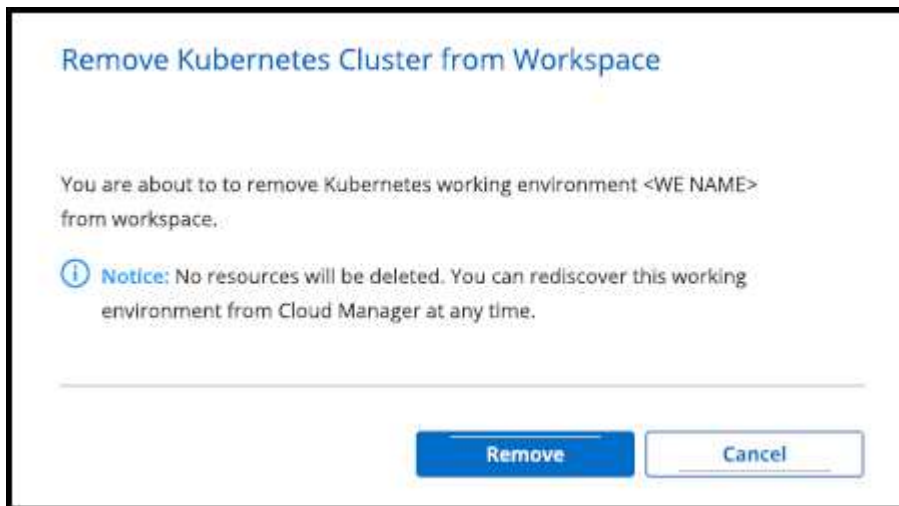 Remove Kubernetes Cluster from Workspace
You are about to to remove Kubernetes working environment <WE NAME>
from workspace.
Notice: No resources will be deleted. You can rediscover this working
environment from Cloud Manager at any time.
Remove
Cancel